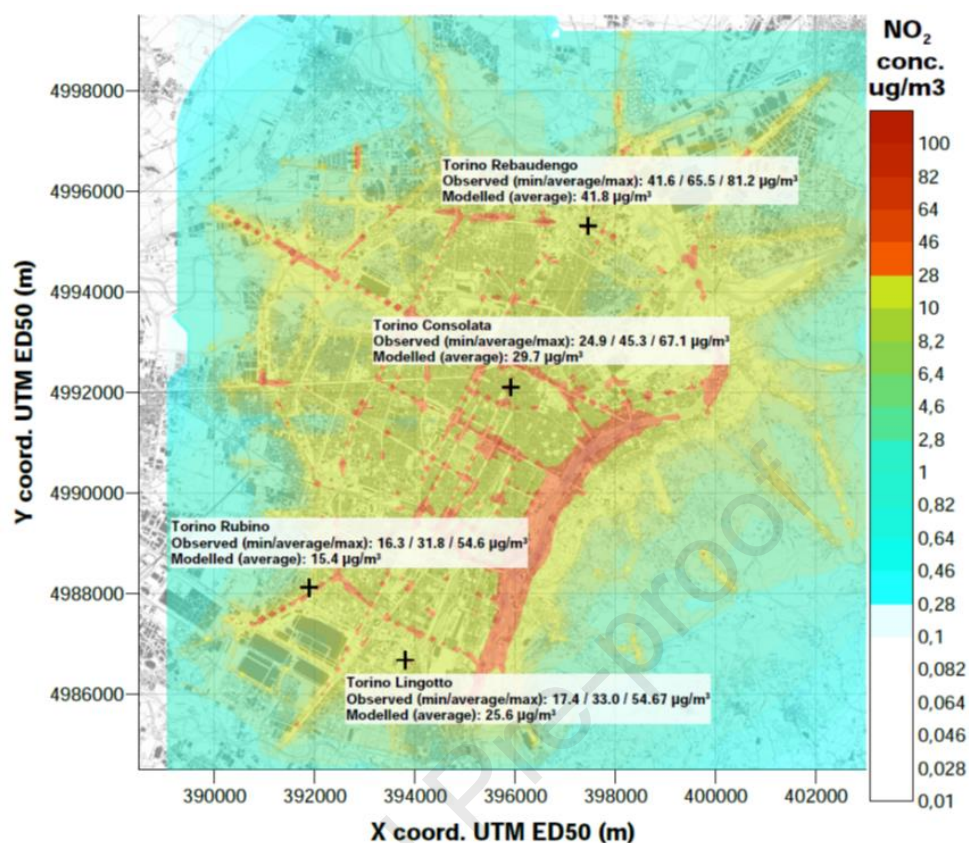 NO2
conc.
ug/m3
100
82
64
46
28
10
8,2
6,4
4.6
2,8
1
0,82
0,64
0,46
0,28
0,1
0,082
0,064
0,046
0,028
0,01
Y coord. UTM ED50 (m)
4998000
4996000
4994000
4992000
4990000
4988000
4986000
Torino Rebaudengo
Observed (min/average/max): 41.6 / 65.5 / 81.2 µg/m³
Modelled (average): 41.8 µg/m³
Torino Consolata
Observed (min/average/max): 24.9 / 45.3 / 67.1 µg/m³
Modelled (average): 29.7 µg/m³
Torino Rubino
Observed (min/average/max): 16.3 / 31.8 / 54.6 µg/m³
Modelled (average): 15.4 µg/m³
Torino Lingotto
Observed (min/average/max): 17.4 / 33.0 / 54.67 µg/m³
Modelled (average): 25.6 µg/m³
Pre-proof
390000 392000 394000 396000 398000 400000 402000
X coord. UTM ED50 (m)